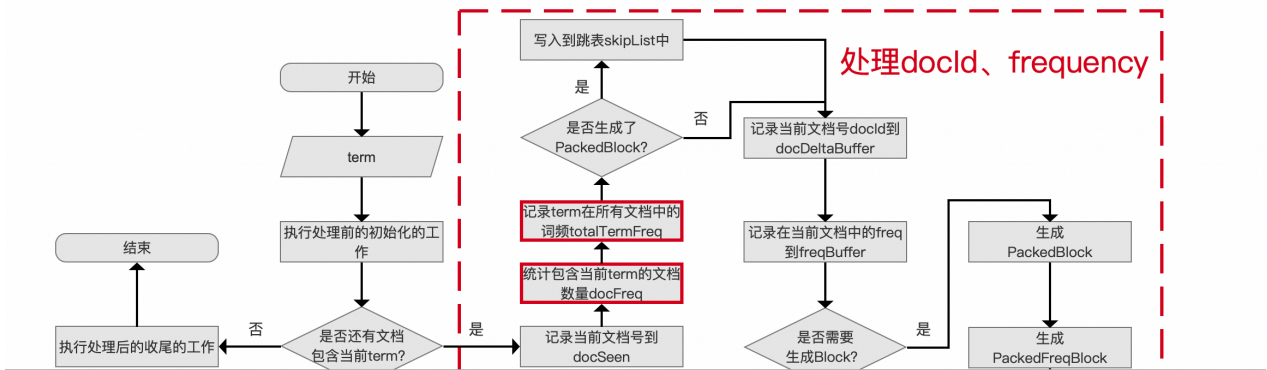 开始
term
执行处理前的初始化的工
作
结束
执行处理后的收尾的工作
否
是否还有文档
包含当前term?
是
处理docId、frequency
写入到跳表skipList中
是
是否生成了
PackedBlock?
否
记录term在所有文档中的
词频totalTermFreq
统计包含当前term的文档
数量docFreq
记录当前文档号到
docSeen
记录当前文档号docId到
docDeltaBuffer
记录在当前文档中的freq
到freqBuffer
是否需要
生成Block?
是
生成
PackedBlock
生成
PackedFreqBlock